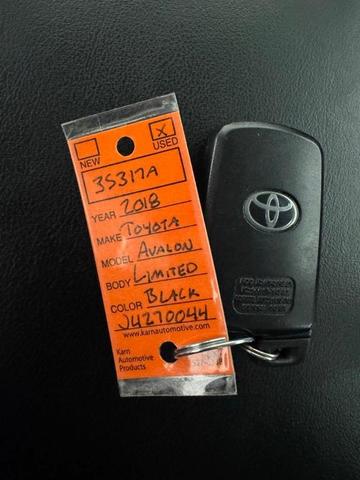 NEW X USED
35317A
YEAR 2018
MAKE TOYOTA
MODEL AVALON
BODY LIMITED
COLOR BLACK
J4270044
www.karnautomotive.com
Karn
Automotive
Products